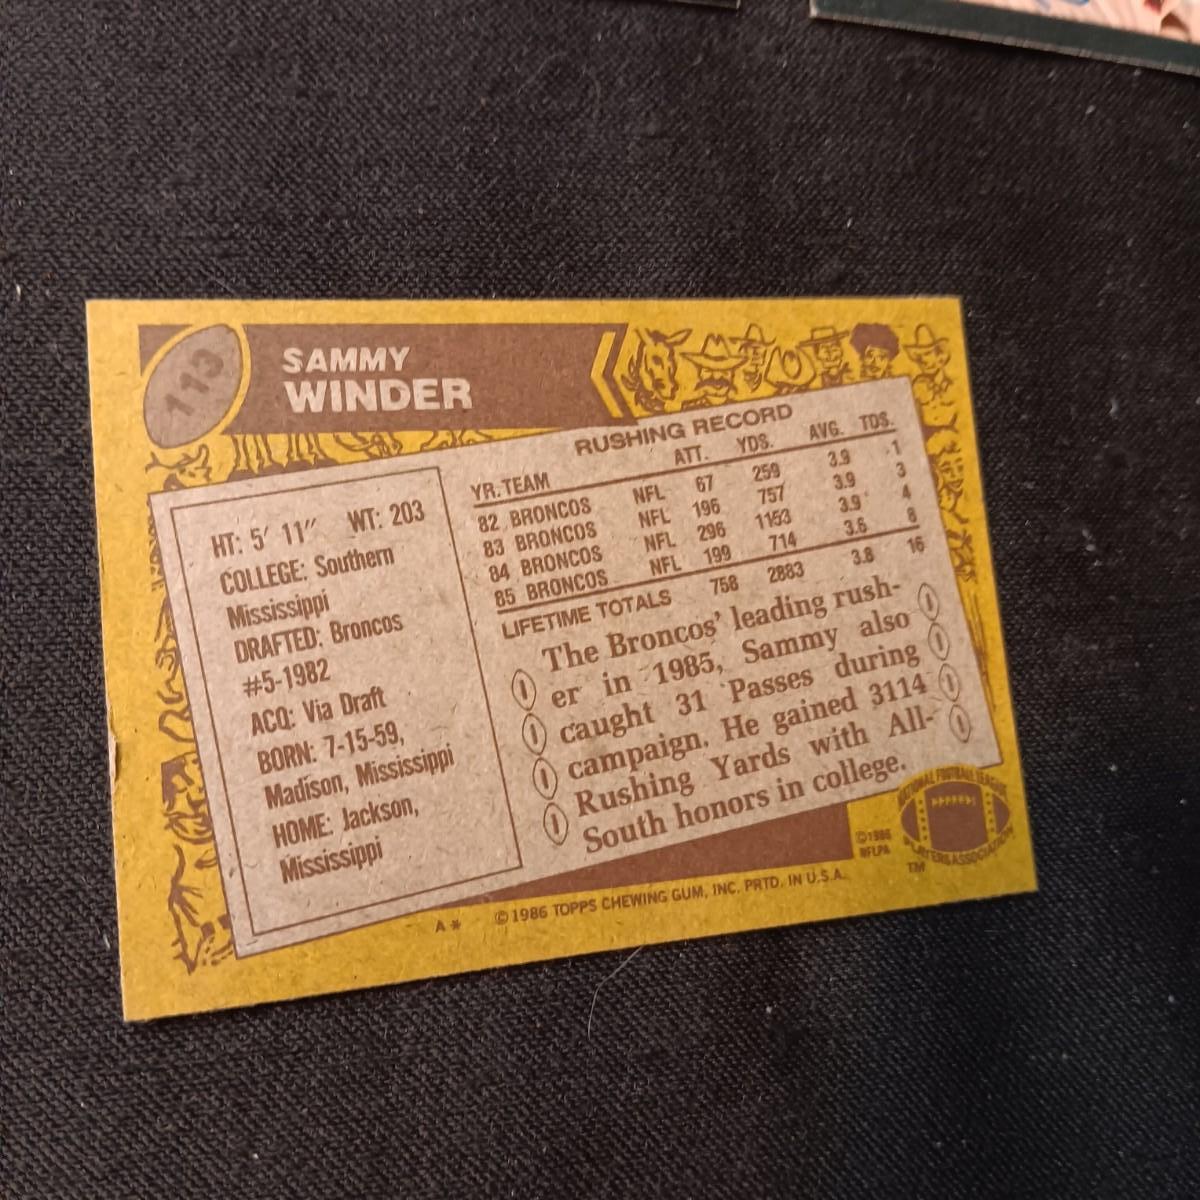 113
SAMMY
WINDER
HT: 5' 11" WT: 203
COLLEGE: Southern
Mississippi
DRAFTED: Broncos
#5-1982
ACQ: Via Draft
BORN: 7-15-59,
Madison, Mississippi
HOME: Jackson,
Mississippi
RUSHING RECORD
YR. TEAM ATT. YDS. AVG. TDS.
82 BRONCOS NFL 67 259 3.9 1
83 BRONCOS NFL 196 757 3.9 3
84 BRONCOS NFL 296 1153 3.9 4
85 BRONCOS NFL 199 714 3.6 8
LIFETIME TOTALS 758 2883 3.8 16
The Broncos' leading rush-
er in 1985, Sammy also
caught 31 Passes during
campaign. He gained 3114
Rushing Yards with All-
South honors in college.
NATIONAL FOOTBALL LEAGUE
PLAYERS ASSOCIATION
©1986
NFLPA
TM
A* ©1986 TOPPS CHEWING GUM, INC. PRTD. IN U.S.A.